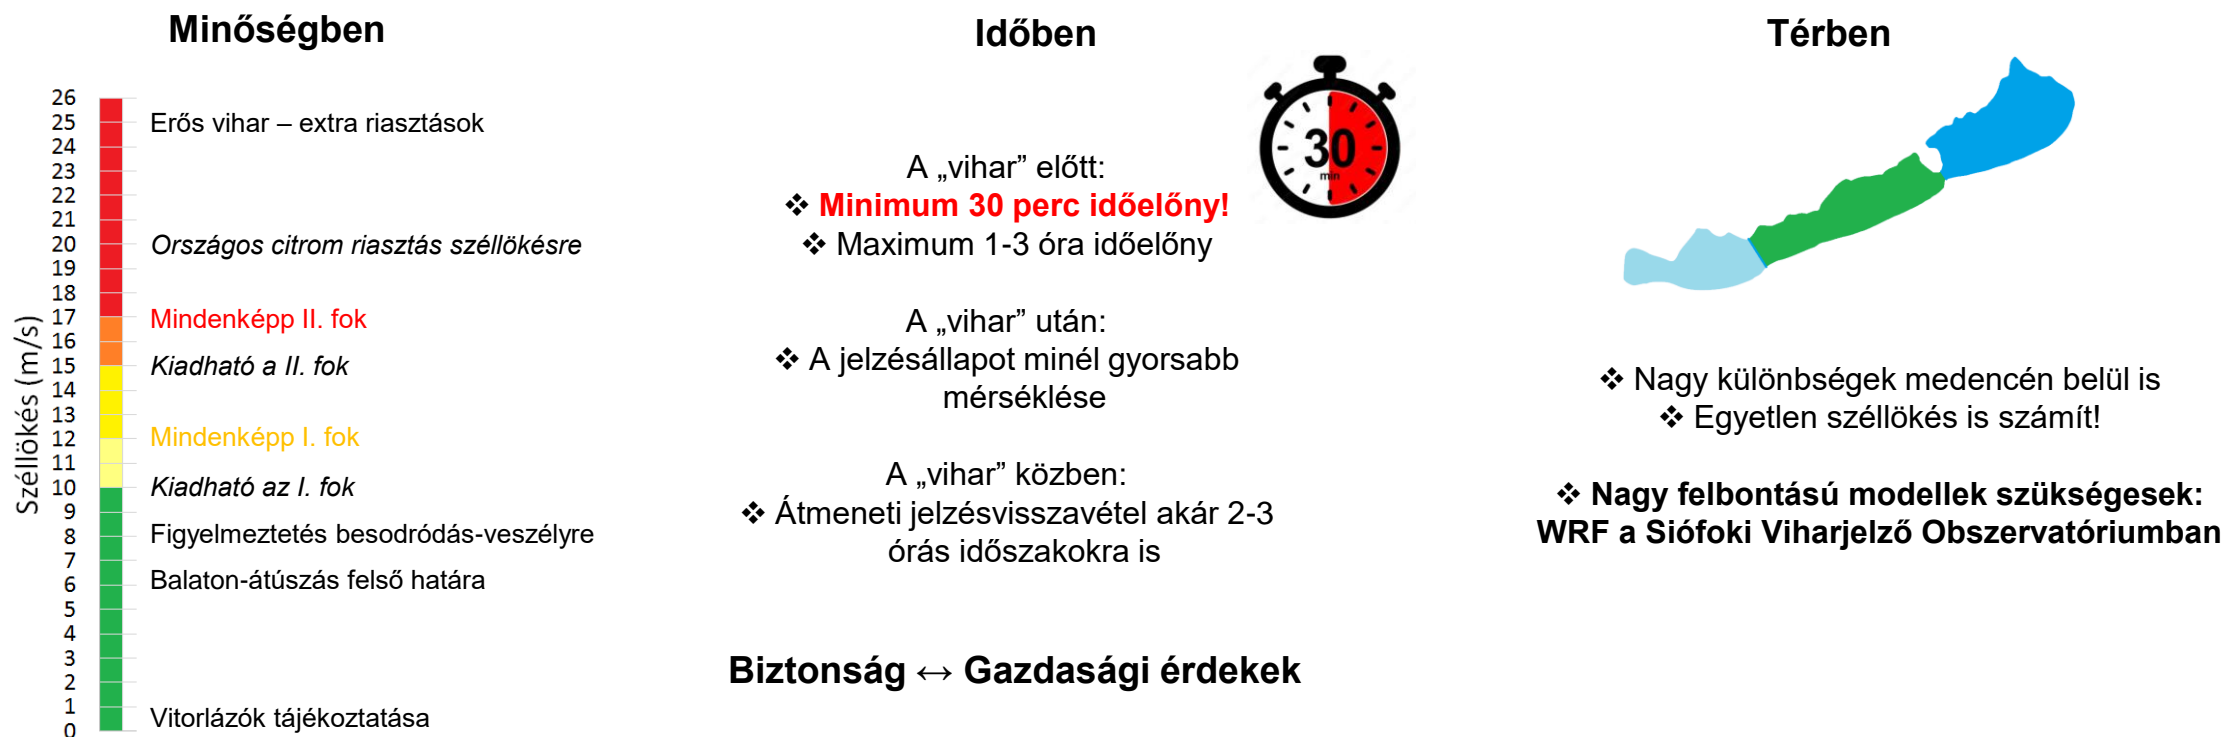 Minőségben
26
25
24
23
22
21
20
19
18
17
16
15
14
13
12
11
10
9
8
7
6
5
4
3
2
1
0
Széllökés (m/s)
Erős vihar – extra riasztások
Országos citrom riasztás széllökésre
Mindenképp II. fok
Kiadható a II. fok
Mindenképp I. fok
Kiadható az I. fok
Figyelmeztetés besodródás-veszélyre
Balaton-átúszás felső határa
Vitorlázók tájékoztatása
Időben
30
min
A „vihar” előtt:
❖ Minimum 30 perc időelőny!
❖ Maximum 1-3 óra időelőny
A „vihar” után:
❖ A jelzésállapot minél gyorsabb
mérséklése
A „vihar” közben:
❖ Átmeneti jelzésvisszavétel akár 2-3
órás időszakokra is
Biztonság ↔ Gazdasági érdekek
Térben
❖ Nagy különbségek medencén belül is
❖ Egyetlen széllökés is számít!
❖ Nagy felbontású modellek szükségesek:
WRF a Siófoki Viharjelző Obszervatóriumban